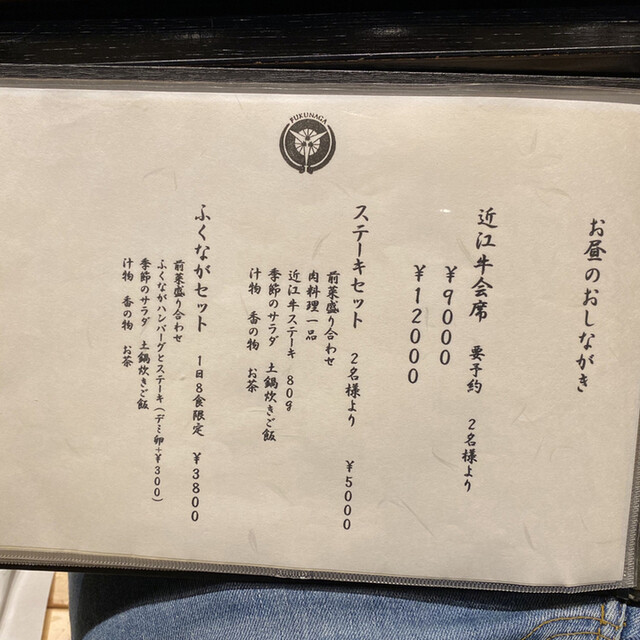 FUKUNAGA
お昼のおしながき
近江牛会席 要予約 2名様より
¥9000
¥12000
ステーキセット 2名様より ¥5000
前菜盛り合わせ
肉料理一品
近江牛ステーキ 80g
季節のサラダ 土鍋炊きご飯
汁物 香の物 お茶
ふくながセット 1日8食限定 ¥3800
前菜盛り合わせ
ふくながハンバーグとステーキ(デミ卵+¥300)
季節のサラダ 土鍋炊きご飯
汁物 香の物 お茶